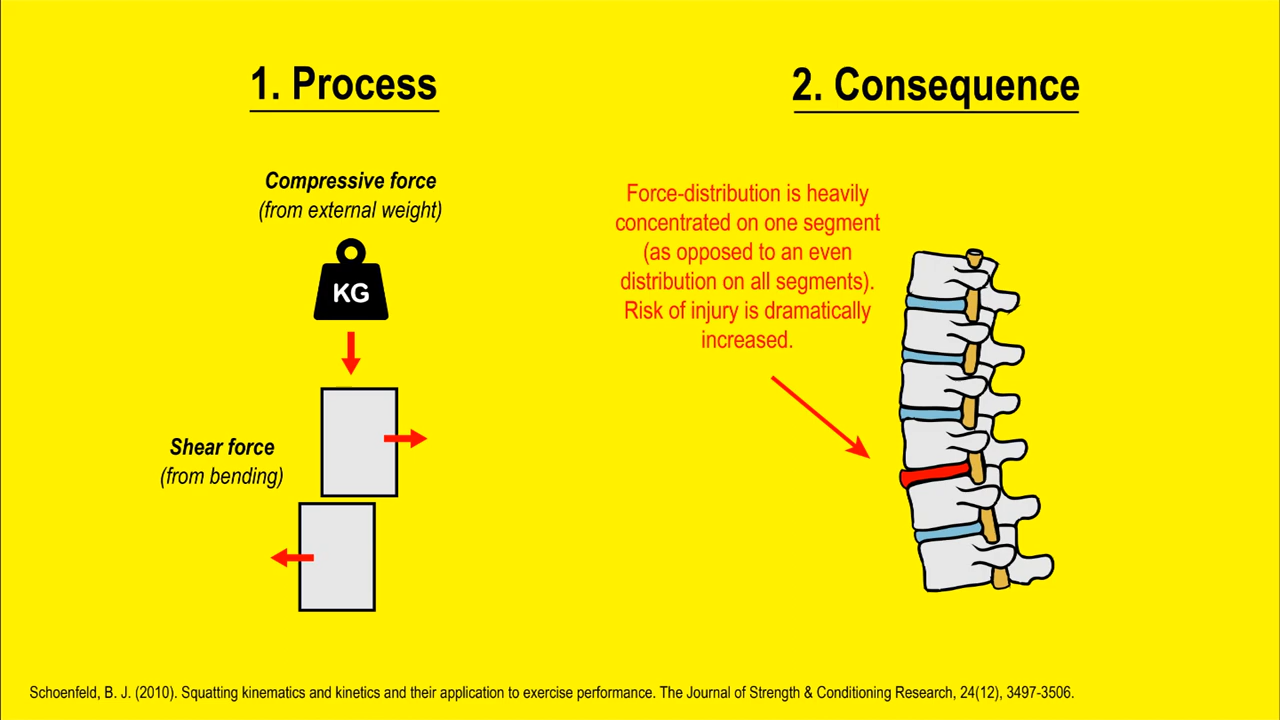 1. Process
Compressive force
(from external weight)
KG
Shear force
(from bending)
2. Consequence
Force-distribution is heavily
concentrated on one segment
(as opposed to an even
distribution on all segments).
Risk of injury is dramatically
increased.
Schoenfeld, B. J. (2010). Squatting kinematics and kinetics and their application to exercise performance. The Journal of Strength & Conditioning Research, 24(12), 3497-3506.